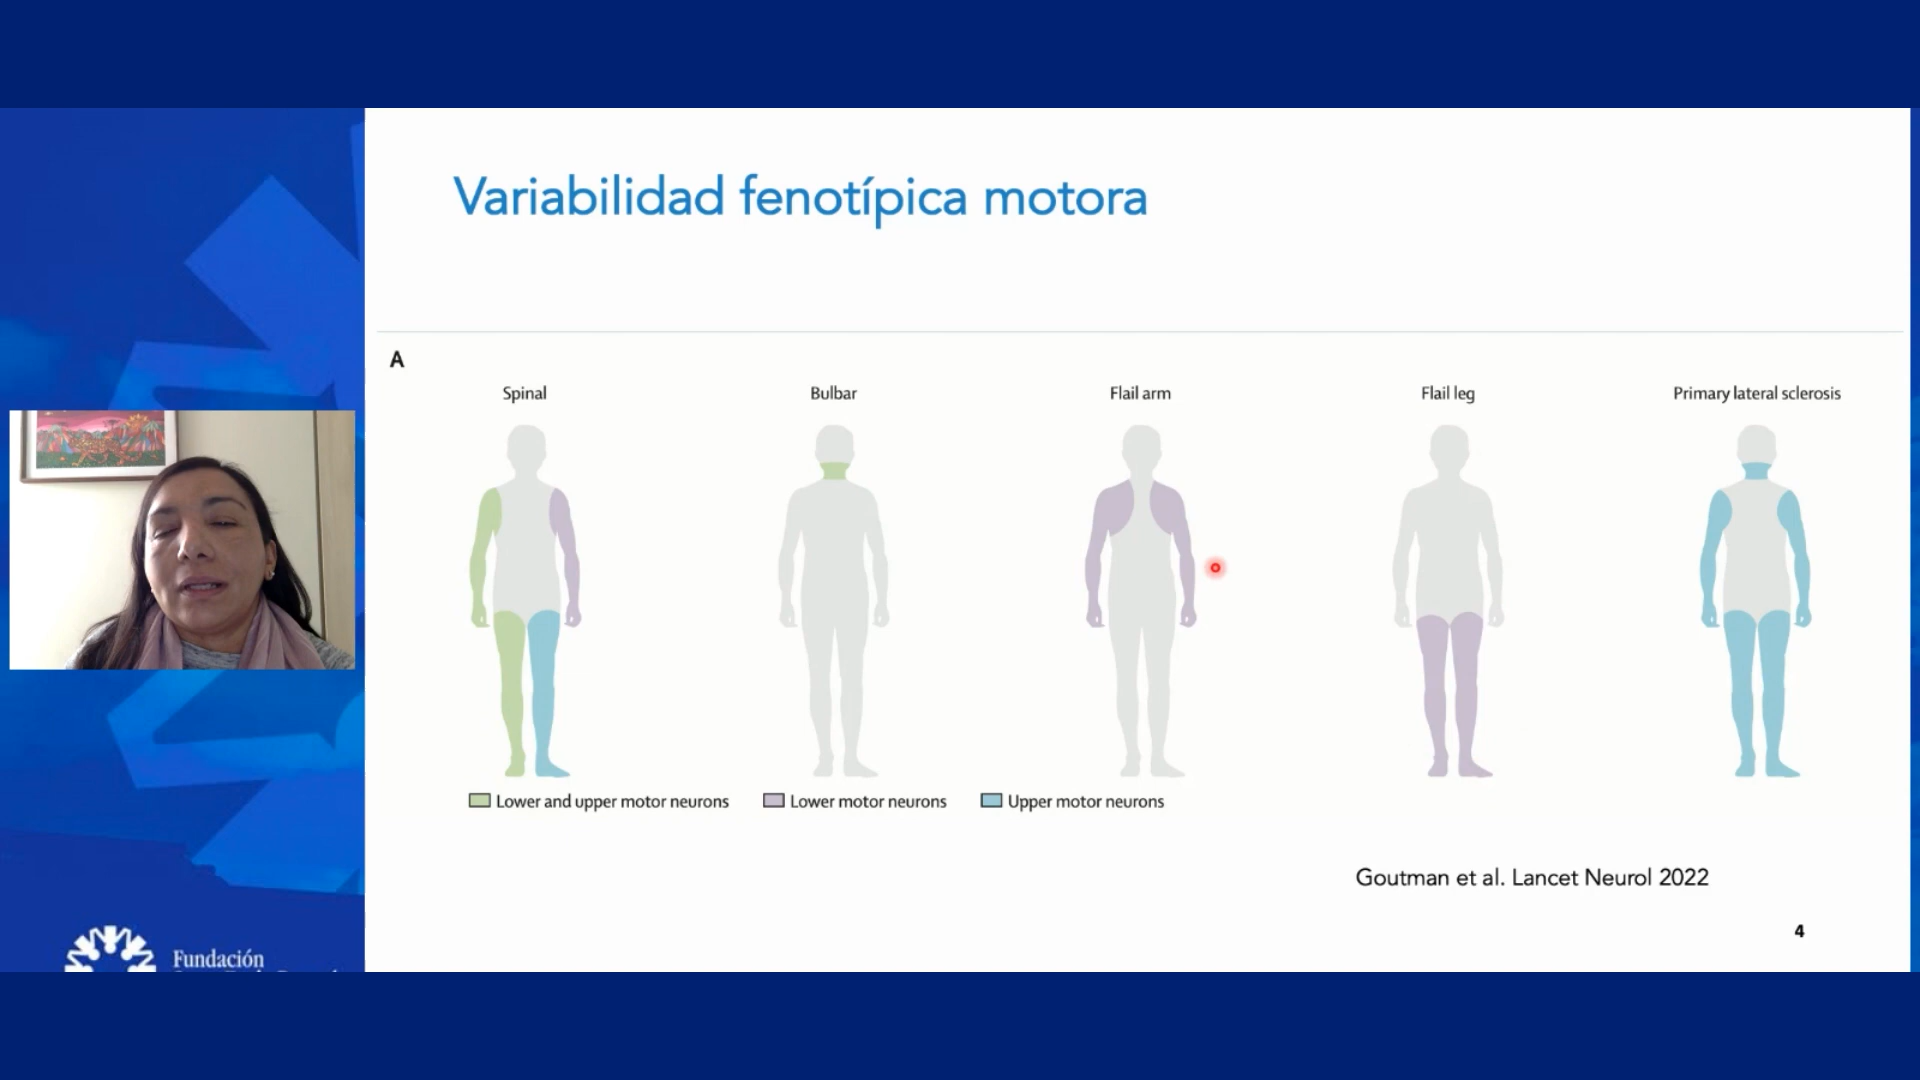 Variabilidad fenotípica motora
A
Spinal
Bulbar
Flail arm
Flail leg
Primary lateral sclerosis
Lower and upper motor neurons
Lower motor neurons
Upper motor neurons
Goutman et al. Lancet Neurol 2022
4
Fundación